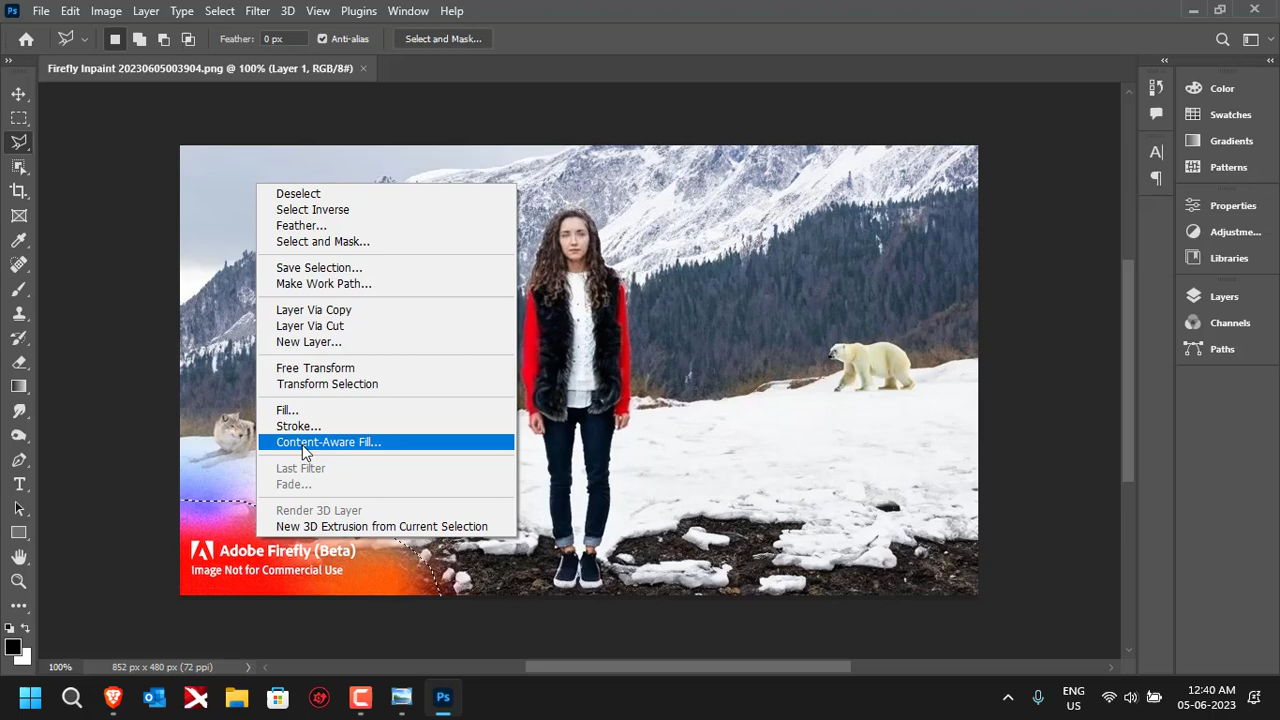 Ps File Edit Image Layer Type Select Filter 3D View Plugins Window Help
Feather: 0 px Anti-alias Select and Mask...
Firefly Inpaint 20230605003904.png @ 100% (Layer 1, RGB/8#)
Deselect
Select Inverse
Feather...
Select and Mask...
Save Selection...
Make Work Path...
Layer Via Copy
Layer Via Cut
New Layer...
Free Transform
Transform Selection
Fill...
Stroke...
Content-Aware Fill...
Last Filter
Fade...
Render 3D Layer
New 3D Extrusion from Current Selection
Adobe Firefly (Beta)
Image Not for Commercial Use
Color
Swatches
Gradients
Patterns
Properties
Adjustme...
Libraries
Layers
Channels
Paths
100% 852 px x 480 px (72 ppi)
Ps
ENG
US
12:40 AM
05-06-2023